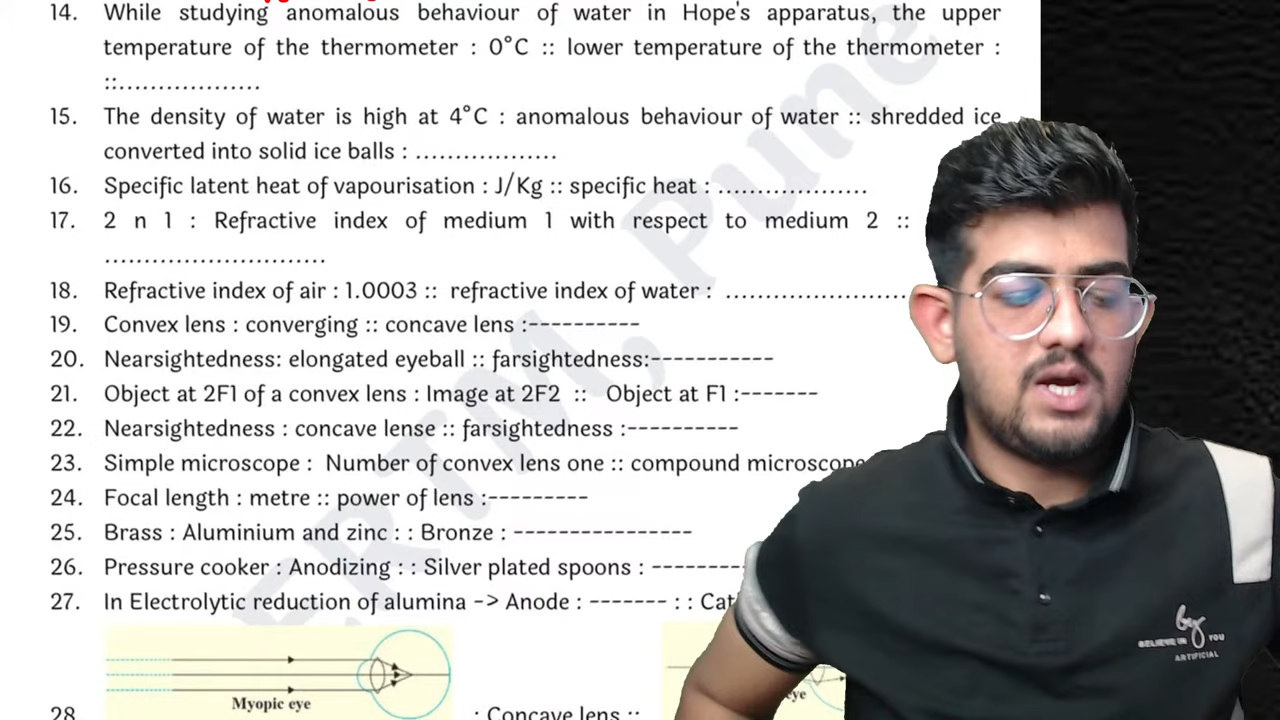 14. While studying anomalous behaviour of water in Hope's apparatus, the upper
temperature of the thermometer : 0°C :: lower temperature of the thermometer :
::..................
15. The density of water is high at 4°C : anomalous behaviour of water :: shredded ice
converted into solid ice balls : ..................
16. Specific latent heat of vapourisation : J/Kg :: specific heat : ...................
17. 2 n 1 : Refractive index of medium 1 with respect to medium 2 ::
............................
18. Refractive index of air : 1.0003 :: refractive index of water : .......................
19. Convex lens : converging :: concave lens :----------
20. Nearsightedness: elongated eyeball :: farsightedness:-----------
21. Object at 2F1 of a convex lens : Image at 2F2 :: Object at F1 :-------
22. Nearsightedness : concave lense :: farsightedness :----------
23. Simple microscope : Number of convex lens one :: compound microscope
24. Focal length : metre :: power of lens :---------
25. Brass : Aluminium and zinc : : Bronze : ----------------
26. Pressure cooker : Anodizing : : Silver plated spoons : --------
27. In Electrolytic reduction of alumina -> Anode : ------- : : Cat
Myopic eye
eye
28. : Concave lens ::
by
BELIEVE IN YOU
ARTIFICIAL
Pune